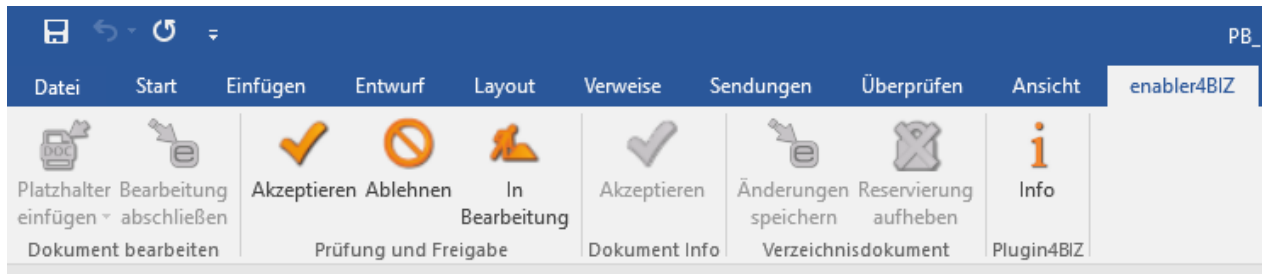 PB_
Datei Start Einfügen Entwurf Layout Verweise Sendungen Überprüfen Ansicht enabler4BIZ
DOC e e
Platzhalter Bearbeitung Akzeptieren Ablehnen In Akzeptieren Änderungen Reservierung Info
einfügen abschließen Bearbeitung speichern aufheben
Dokument bearbeiten Prüfung und Freigabe Dokument Info Verzeichnisdokument Plugin4BIZ